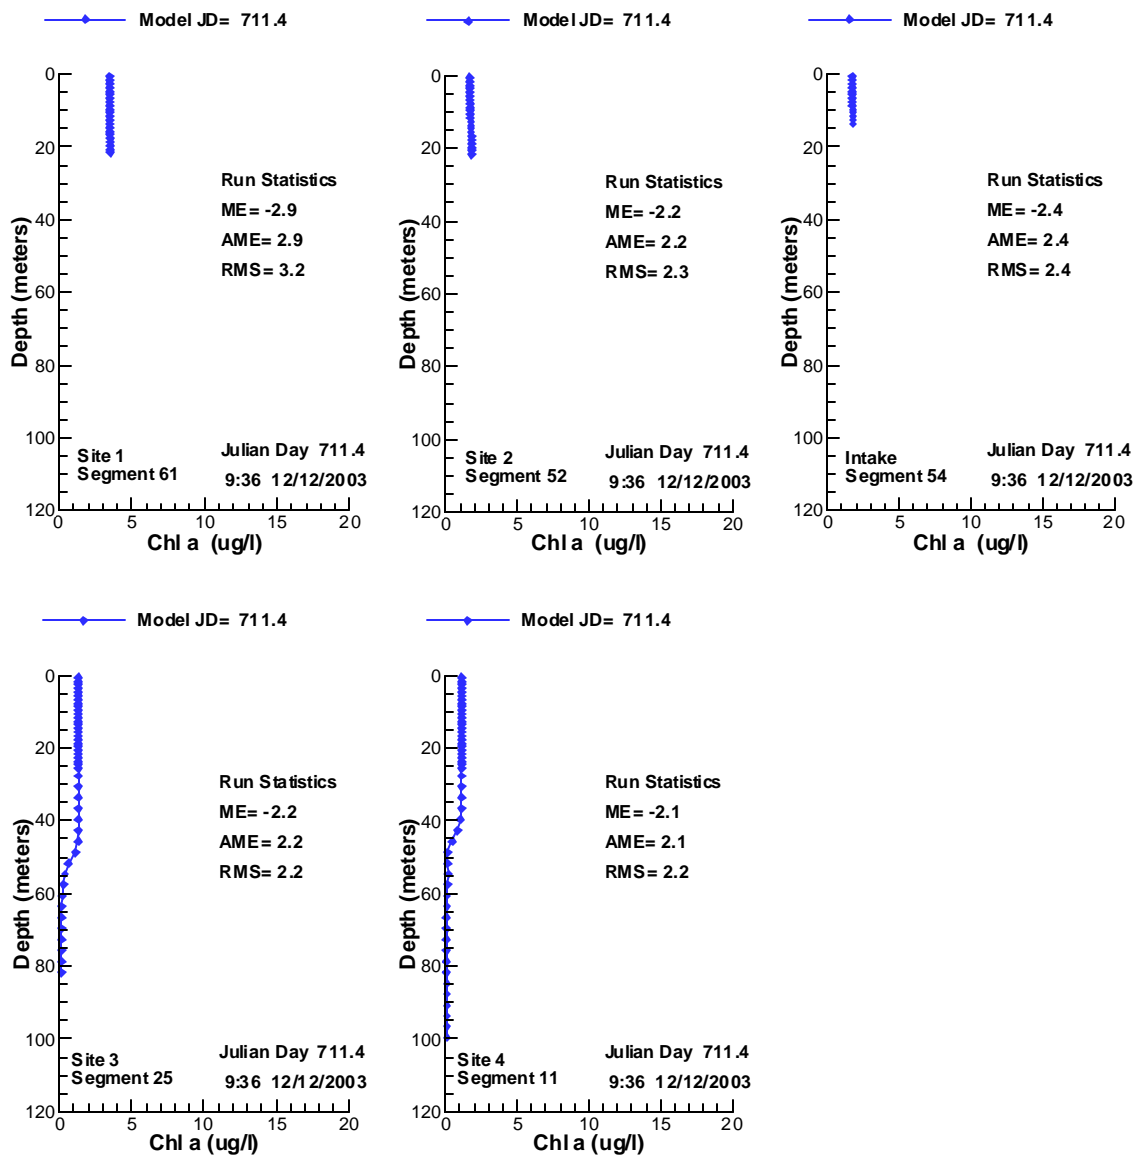 Model JD= 711.4
0
20
40
60
80
100
120
Depth (meters)
Run Statistics
ME= -2.9
AME= 2.9
RMS= 3.2
Site 1
Segment 61
Julian Day 711.4
9:36 12/12/2003
0 5 10 15 20
Chl a (ug/l)
Model JD= 711.4
0
20
40
60
80
100
120
Depth (meters)
Run Statistics
ME= -2.2
AME= 2.2
RMS= 2.3
Site 2
Segment 52
Julian Day 711.4
9:36 12/12/2003
0 5 10 15 20
Chl a (ug/l)
Model JD= 711.4
0
20
40
60
80
100
120
Depth (meters)
Run Statistics
ME= -2.4
AME= 2.4
RMS= 2.4
Intake
Segment 54
Julian Day 711.4
9:36 12/12/2003
0 5 10 15 20
Chl a (ug/l)
Model JD= 711.4
0
20
40
60
80
100
120
Depth (meters)
Run Statistics
ME= -2.2
AME= 2.2
RMS= 2.2
Site 3
Segment 25
Julian Day 711.4
9:36 12/12/2003
0 5 10 15 20
Chl a (ug/l)
Model JD= 711.4
0
20
40
60
80
100
120
Depth (meters)
Run Statistics
ME= -2.1
AME= 2.1
RMS= 2.2
Site 4
Segment 11
Julian Day 711.4
9:36 12/12/2003
0 5 10 15 20
Chl a (ug/l)